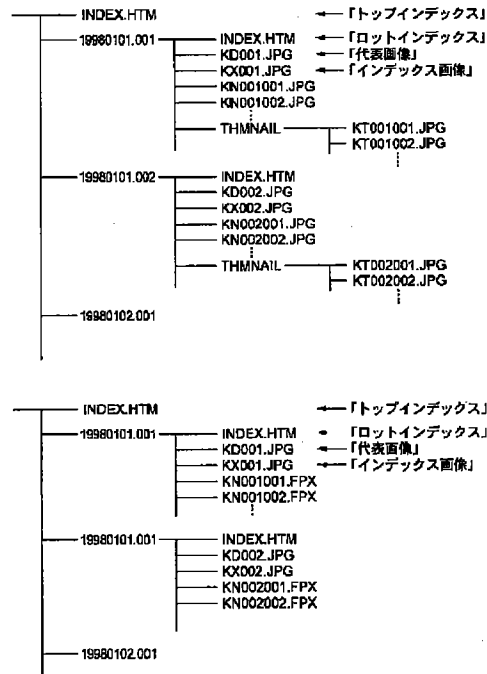 INDEX.HTM 「トップインデックス」
19980101.001 INDEX.HTM 「ロットインデックス」
KD001.JPG 「代表画像」
KX001.JPG 「インデックス画像」
KN001001.JPG
KN001002.JPG
THMNAIL KT001001.JPG
KT001002.JPG
19980101.002 INDEX.HTM
KD002.JPG
KX002.JPG
KN002001.JPG
KN002002.JPG
THMNAIL KT002001.JPG
KT002002.JPG
19980102.001
INDEX.HTM 「トップインデックス」
19980101.001 INDEX.HTM 「ロットインデックス」
KD001.JPG 「代表画像」
KX001.JPG 「インデックス画像」
KN001001.FPX
KN001002.FPX
19980101.001 INDEX.HTM
KD002.JPG
KX002.JPG
KN002001.FPX
KN002002.FPX
19980102.001